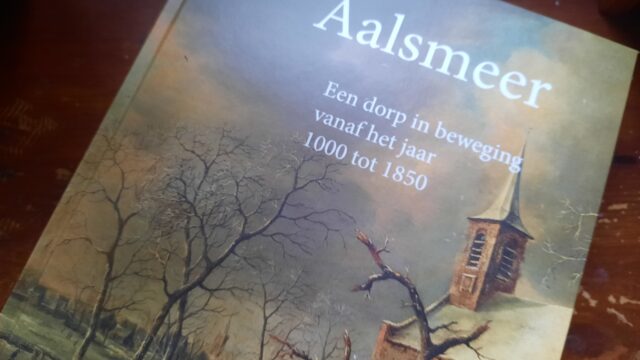 Aalsmeer
Een dorp in beweging
vanaf het jaar
1000 tot 1850